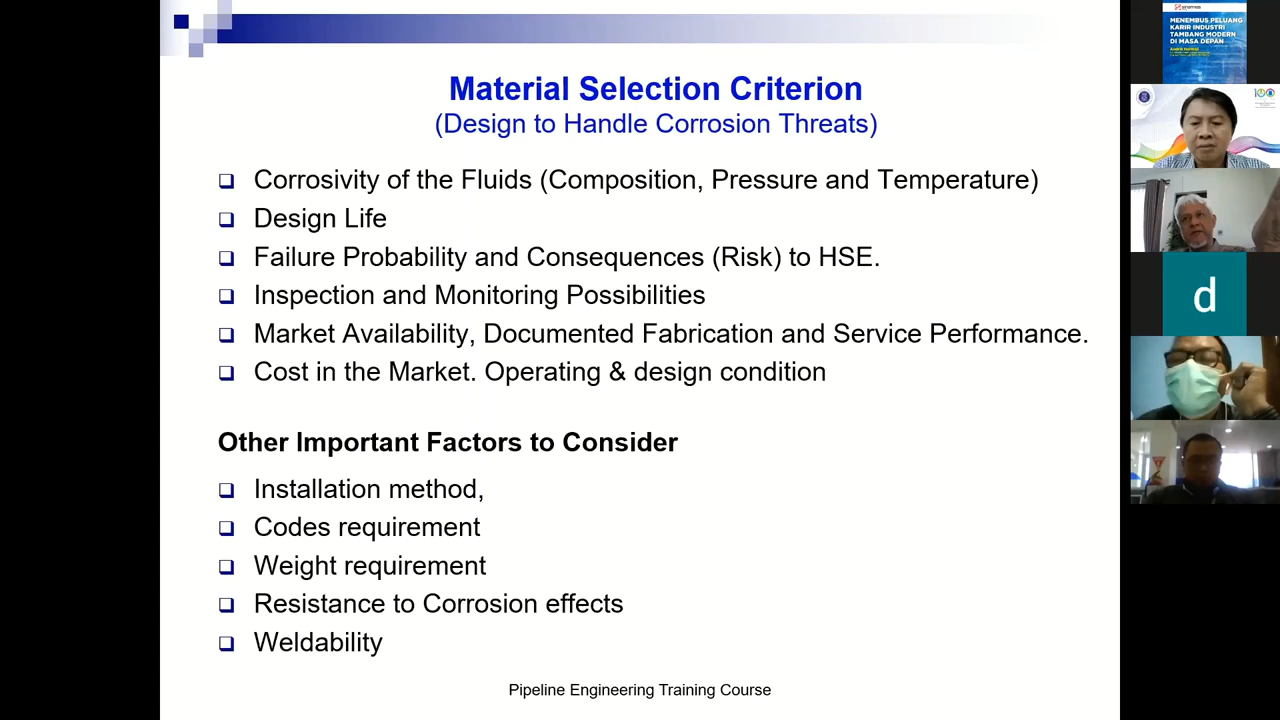 Material Selection Criterion
(Design to Handle Corrosion Threats)
Corrosivity of the Fluids (Composition, Pressure and Temperature)
Design Life
Failure Probability and Consequences (Risk) to HSE.
Inspection and Monitoring Possibilities
Market Availability, Documented Fabrication and Service Performance.
Cost in the Market. Operating & design condition
Other Important Factors to Consider
Installation method,
Codes requirement
Weight requirement
Resistance to Corrosion effects
Weldability
Pipeline Engineering Training Course
sinarmas
MENEMBUS PELUANG
KARIR INDUSTRI
TAMBANG MODERN
DI MASA DEPAN
100
d